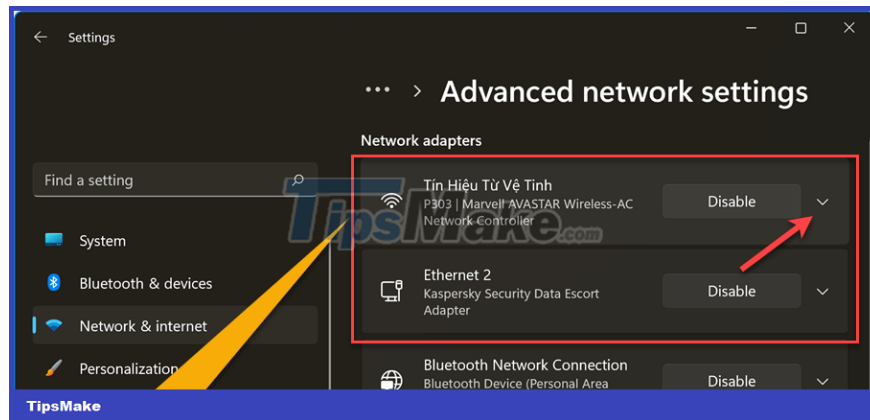 Settings
Advanced network settings
Network adapters
Find a setting
Tín Hiệu Từ Vệ Tinh
P303 | Marvell AVASTAR Wireless-AC
Network Controller
Disable
TipsMake.com
System
Bluetooth & devices
Ethernet 2
Kaspersky Security Data Escort
Adapter
Disable
Network & internet
Personalization
Bluetooth Network Connection
Bluetooth Device (Personal Area
Disable
TipsMake